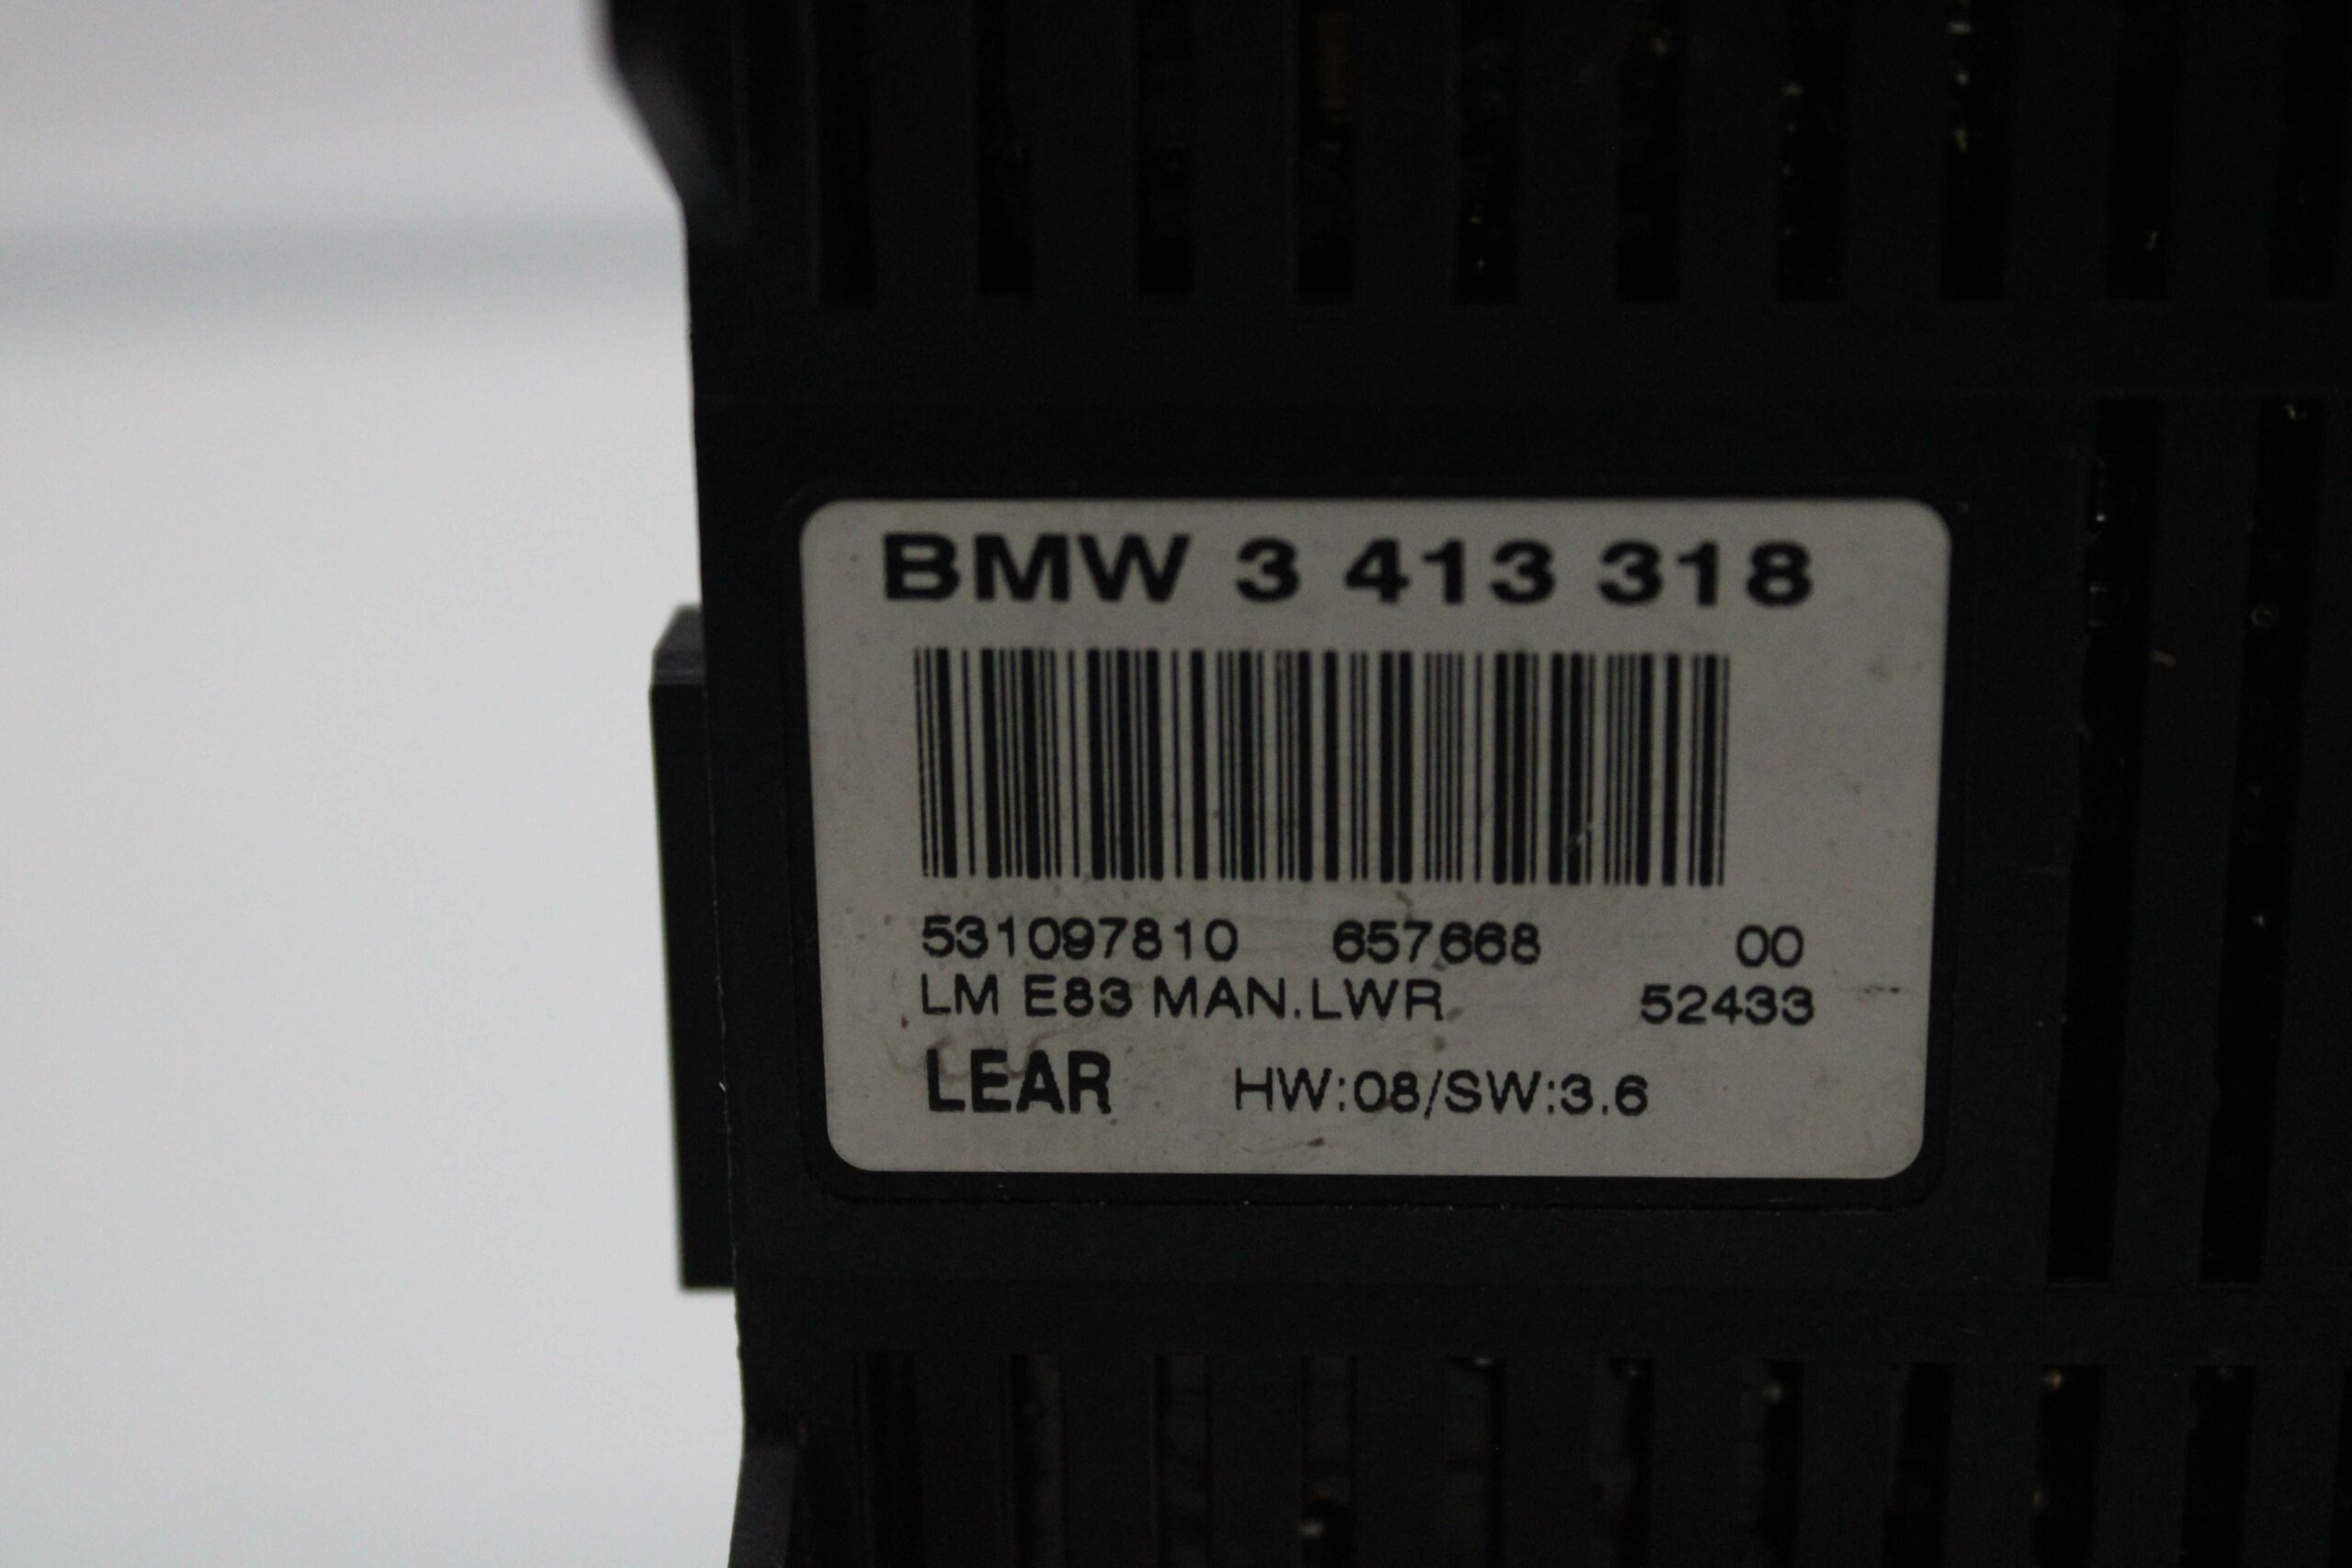 BMW 3 413 318
531097810 657668 00
LM E83 MAN.LWR 52433
LEAR HW:08/SW:3.6